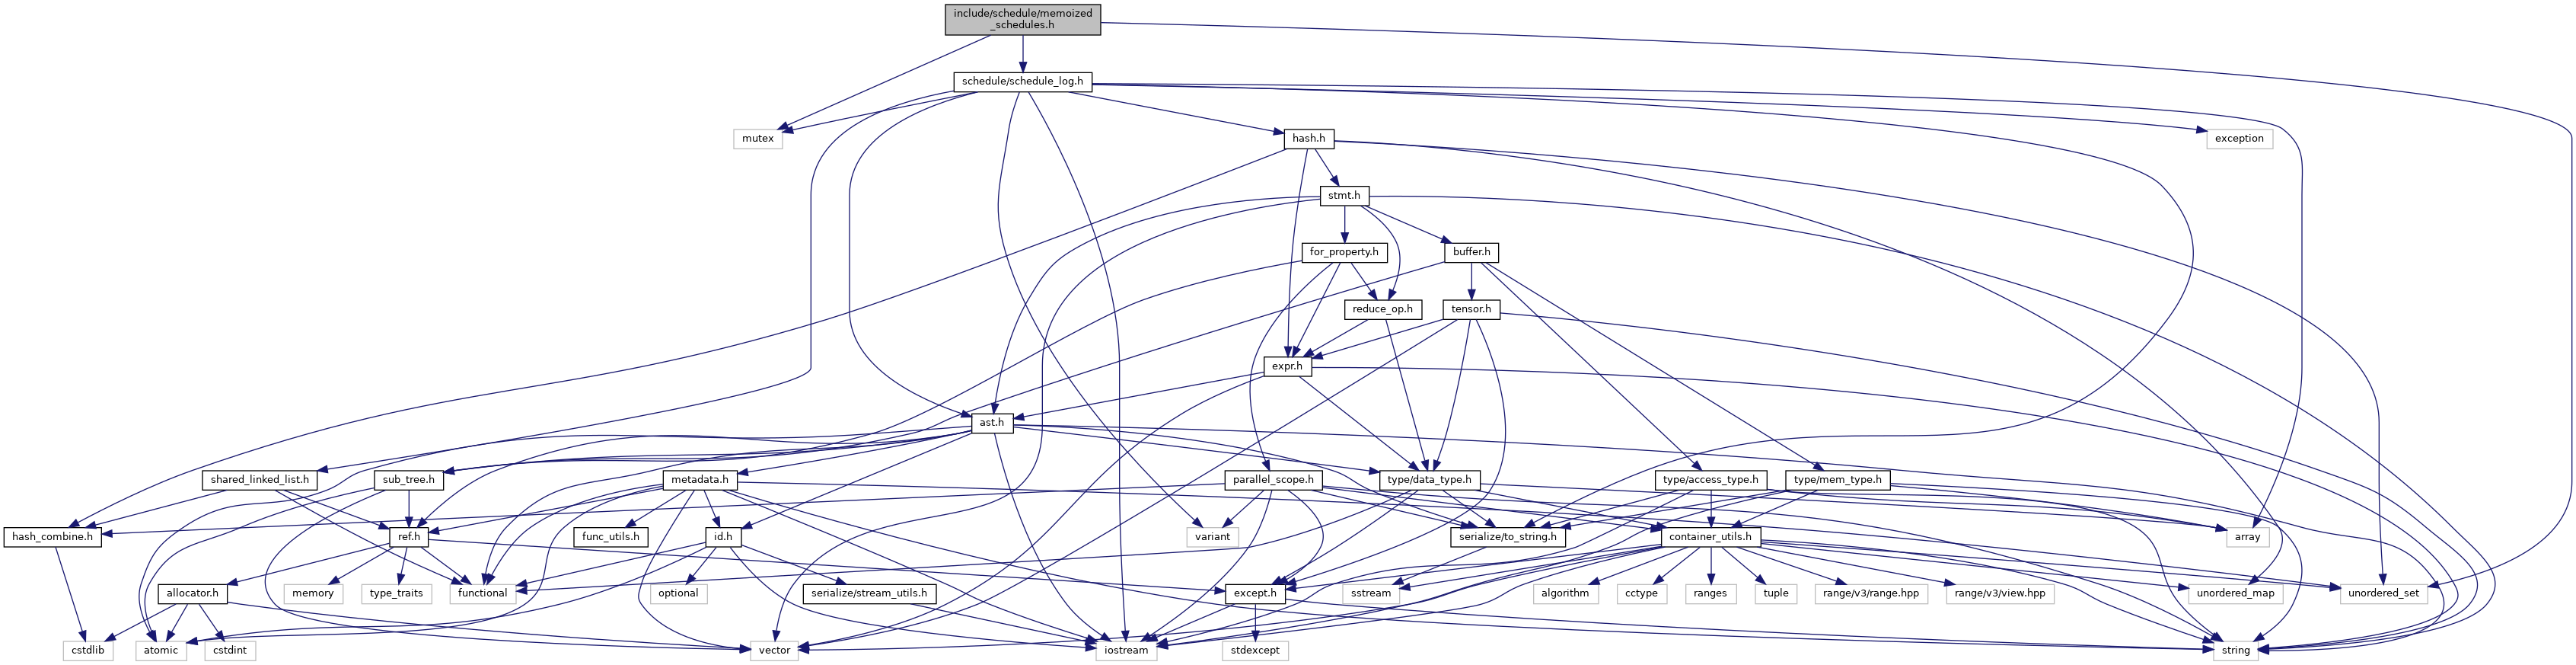 include/schedule/memoized
_schedules.h
schedule/schedule_log.h
mutex
hash.h
exception
stmt.h
for_property.h
buffer.h
reduce_op.h
tensor.h
expr.h
ast.h
shared_linked_list.h
sub_tree.h
metadata.h
parallel_scope.h
type/data_type.h
type/access_type.h
type/mem_type.h
hash_combine.h
ref.h
func_utils.h
id.h
variant
serialize/to_string.h
container_utils.h
array
allocator.h
memory
type_traits
functional
optional
serialize/stream_utils.h
except.h
sstream
algorithm
cctype
ranges
tuple
range/v3/range.hpp
range/v3/view.hpp
unordered_map
unordered_set
cstdlib
atomic
cstdint
vector
iostream
stdexcept
string